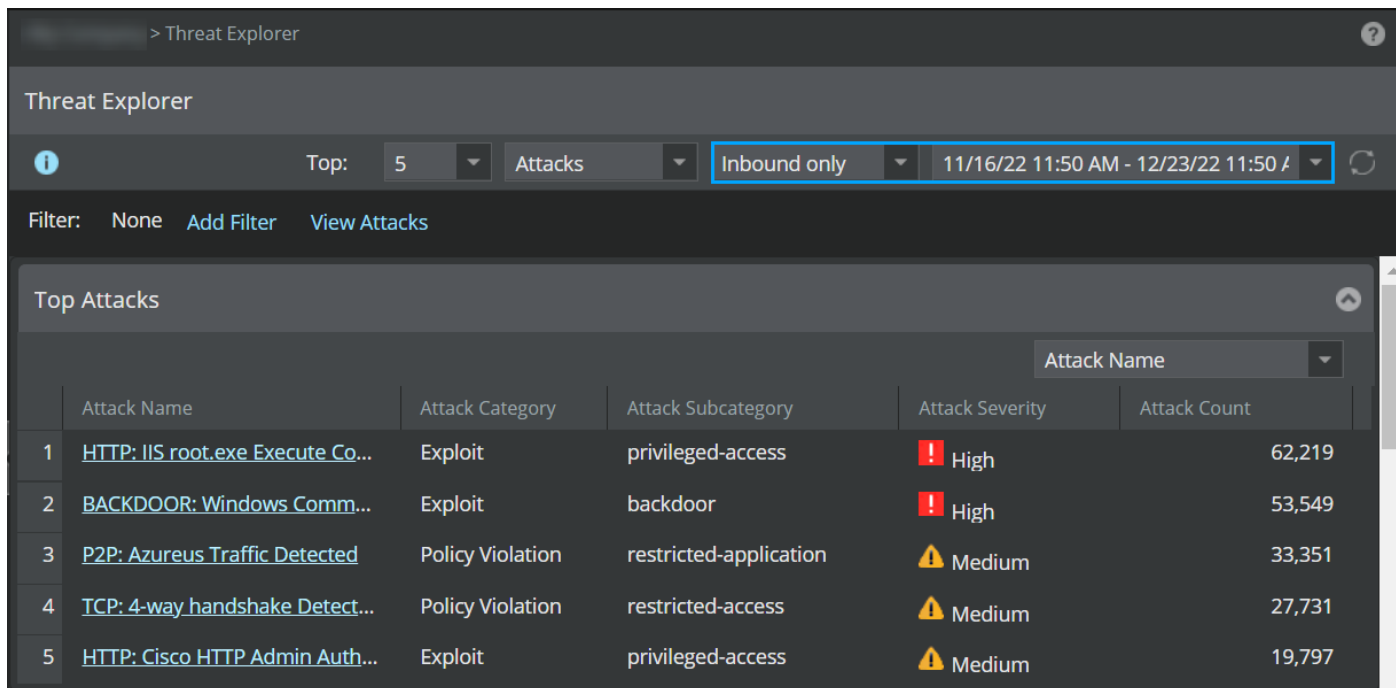 > Threat Explorer
Threat Explorer
Top: 5 Attacks Inbound only 11/16/22 11:50 AM - 12/23/22 11:50 A
Filter: None Add Filter View Attacks
Top Attacks
Attack Name
Attack Name Attack Category Attack Subcategory Attack Severity Attack Count
1 HTTP: IIS root.exe Execute Co... Exploit privileged-access High 62,219
2 BACKDOOR: Windows Comm... Exploit backdoor High 53,549
3 P2P: Azureus Traffic Detected Policy Violation restricted-application Medium 33,351
4 TCP: 4-way handshake Detect... Policy Violation restricted-access Medium 27,731
5 HTTP: Cisco HTTP Admin Auth... Exploit privileged-access Medium 19,797